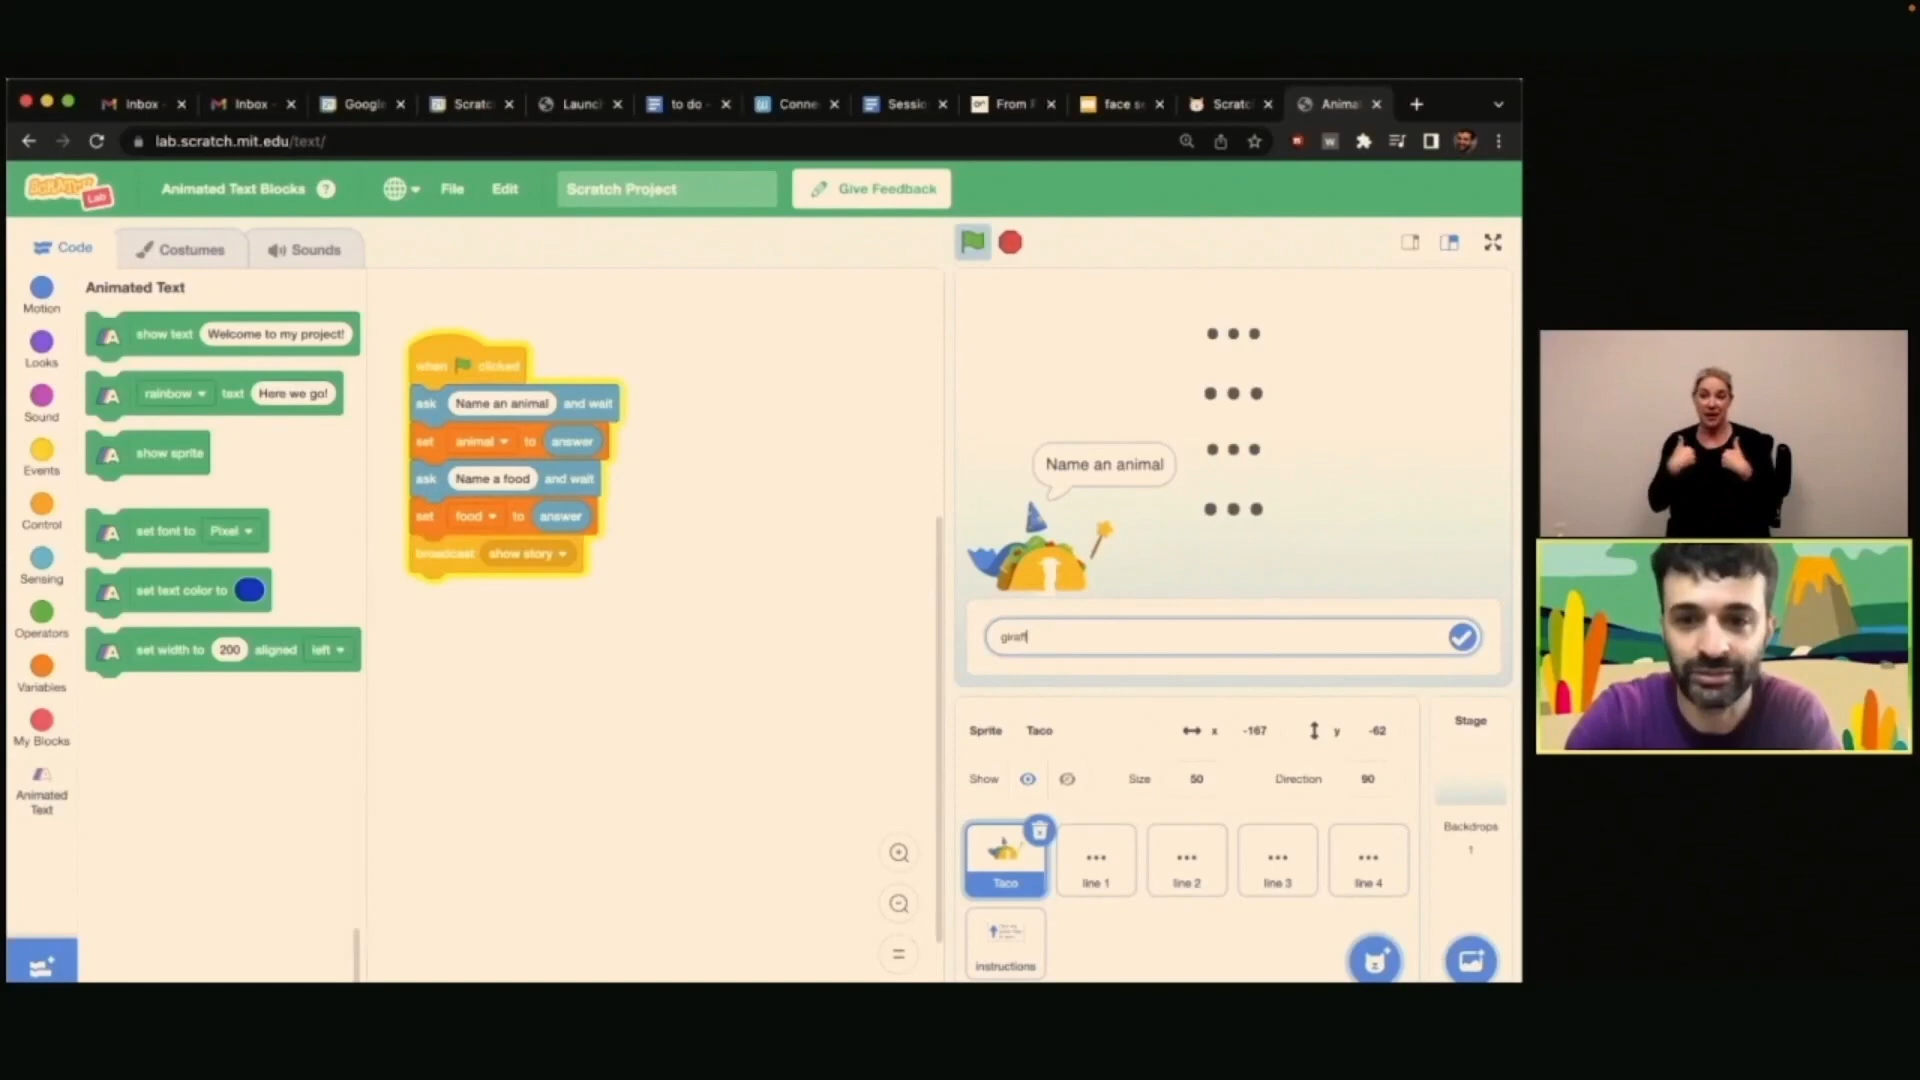 Inbox
Inbox
Google
Scratc
Launc
to do
Conne
Sessio
From
face se
Scratc
Anima
lab.scratch.mit.edu/text/
SCRATCH Lab
Animated Text Blocks ?
File
Edit
Scratch Project
Give Feedback
Code
Costumes
Sounds
Motion
Looks
Sound
Events
Control
Sensing
Operators
Variables
My Blocks
Animated
Text
Animated Text
show text Welcome to my project!
rainbow text Here we go!
show sprite
set font to Pixel
set text color to
set width to 200 aligned left
when clicked
ask Name an animal and wait
set animal to answer
ask Name a food and wait
set food to answer
broadcast show story
Name an animal
giraff
Sprite Taco x -167 y -62
Show Size 50 Direction 90
Taco
line 1
line 2
line 3
line 4
instructions
Stage
Backdrops
1